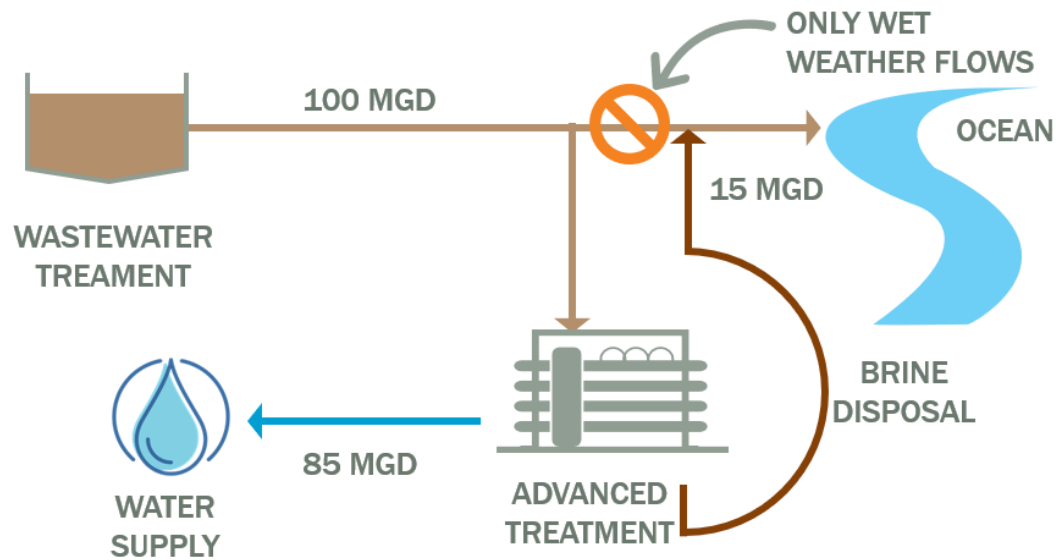 ONLY WET
WEATHER FLOWS
100 MGD
OCEAN
15 MGD
WASTEWATER
TREAMENT
BRINE
DISPOSAL
85 MGD
ADVANCED
TREATMENT
WATER
SUPPLY